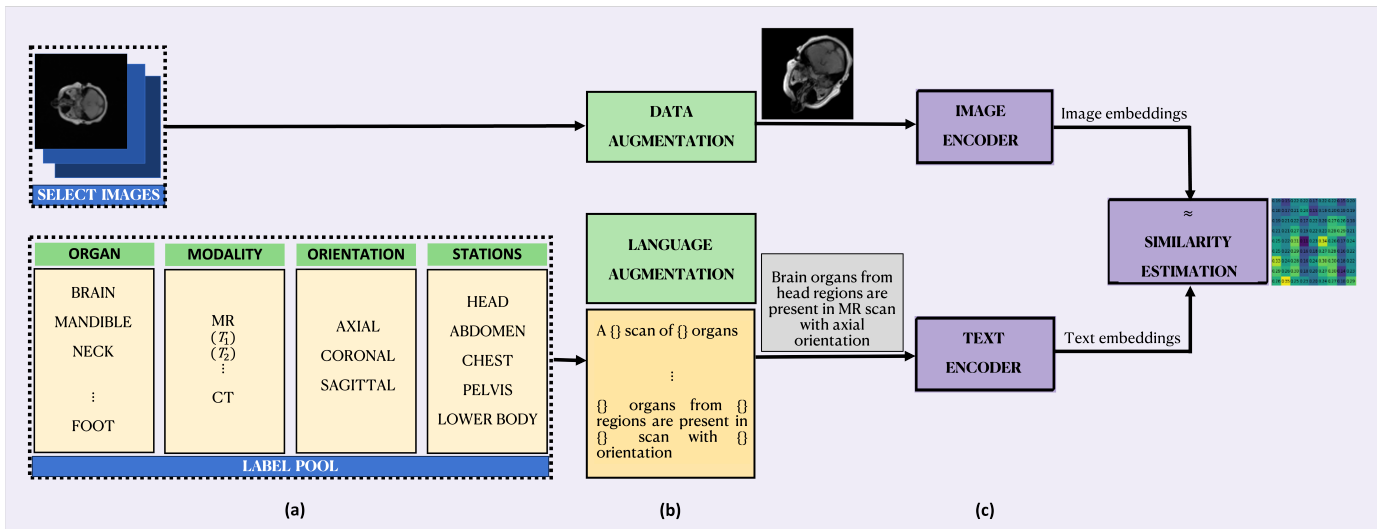 SELECT IMAGES
DATA
AUGMENTATION
IMAGE
ENCODER
Image embeddings
≈
SIMILARITY
ESTIMATION
ORGAN
BRAIN
MANDIBLE
NECK
⋮
FOOT
MODALITY
MR
(T₁)
(T₂)
⋮
CT
ORIENTATION
AXIAL
CORONAL
SAGITTAL
STATIONS
HEAD
ABDOMEN
CHEST
PELVIS
LOWER BODY
LABEL POOL
LANGUAGE
AUGMENTATION
A {} scan of {} organs
⋮
{} organs from {}
regions are present in
{} scan with {}
orientation
Brain organs from
head regions are
present in MR scan
with axial
orientation
TEXT
ENCODER
Text embeddings
(a)
(b)
(c)